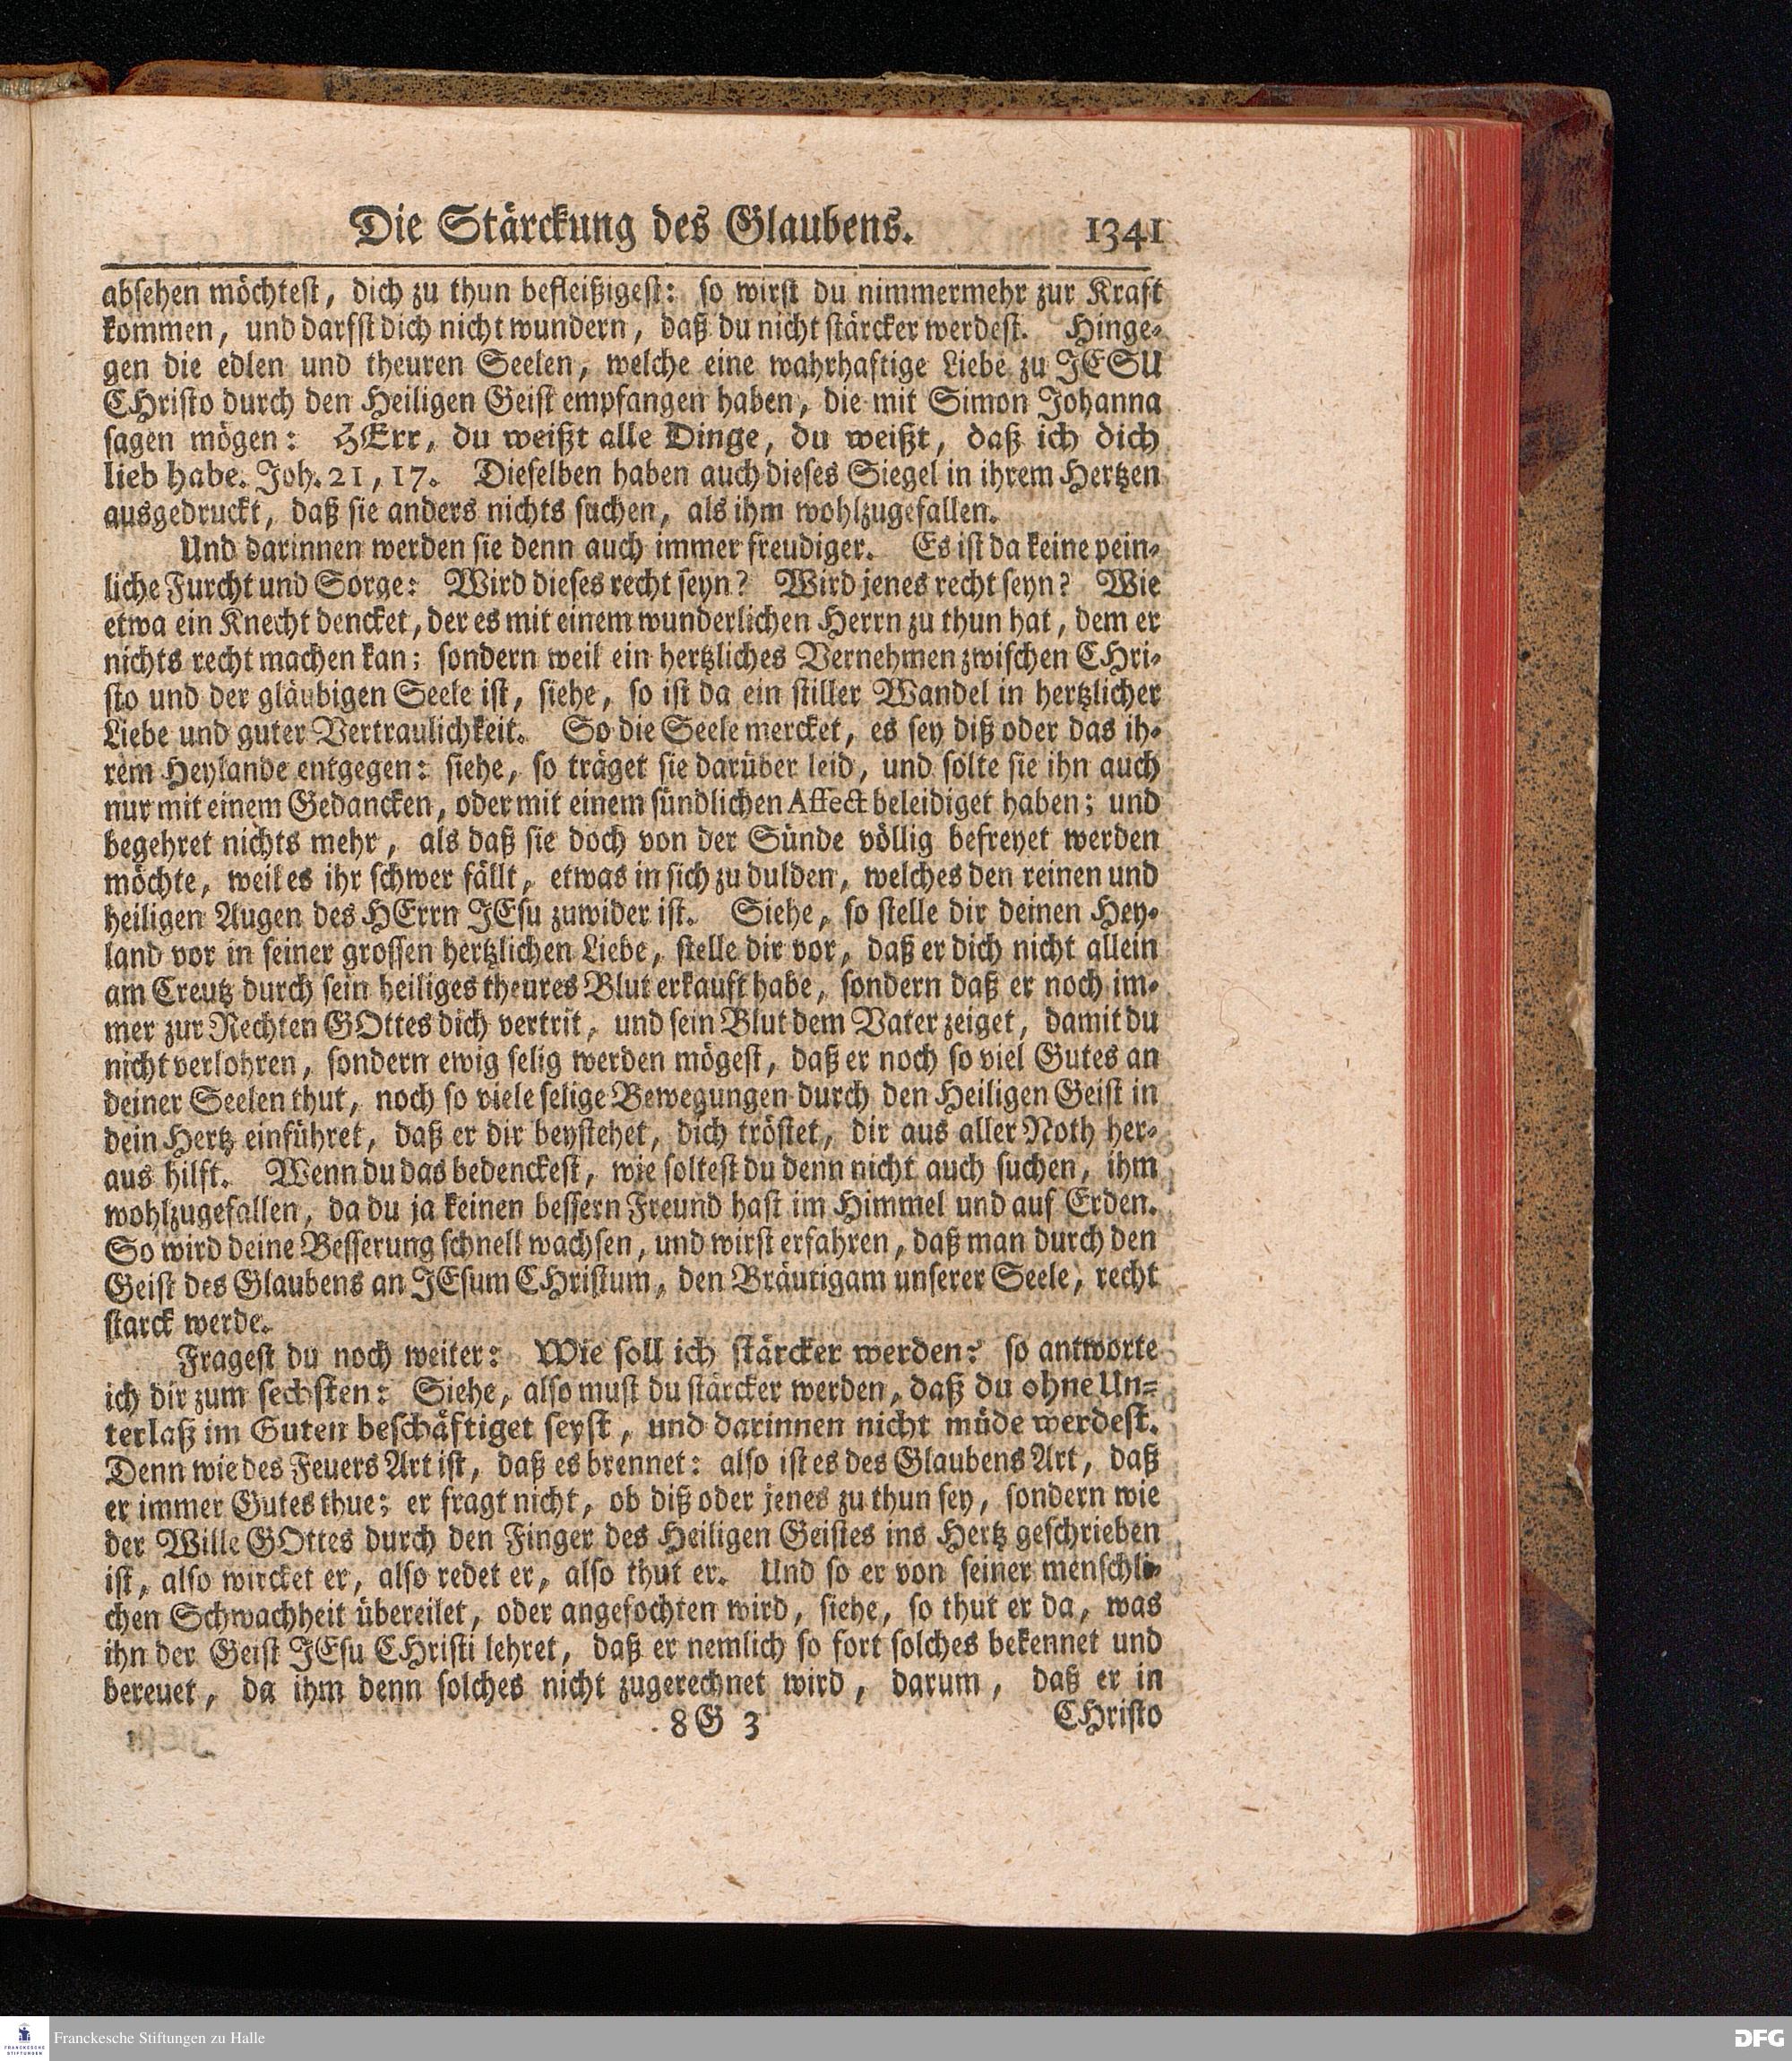 Die Stärckung des Glaubens. 1341
absehen möchtest, dich zu thun befleißigest: so wirst du nimmermehr zur Kraft
kommen, und darfst dich nicht wundern, daß du nicht stärcker werdest. Hinge-
gen die edlen und theuren Seelen, welche eine wahrhaftige Liebe zu JESU
CHristo durch den Heiligen Geist empfangen haben, die mit Simon Johanna
sagen mögen: HErr, du weißt alle Dinge, du weißt, daß ich dich
lieb habe. Joh. 21, 17. Dieselben haben auch dieses Siegel in ihrem Hertzen
ausgedruckt, daß sie anders nichts suchen, als ihm wohlzugefallen.
Und darinnen werden sie denn auch immer freudiger. Es ist da keine pein-
liche Furcht und Sorge: Wird dieses recht seyn? Wird jenes recht seyn? Wie
etwa ein Knecht dencket, der es mit einem wunderlichen Herrn zu thun hat, dem er
nichts recht machen kan; sondern weil ein hertzliches Vernehmen zwischen CHri-
sto und der gläubigen Seele ist, siehe, so ist da ein stiller Wandel in hertzlicher
Liebe und guter Vertraulichkeit. So die Seele mercket, es sey diß oder das ih-
rem Heylande entgegen: siehe, so träget sie darüber leid, und solte sie ihn auch
nur mit einem Gedancken, oder mit einem sündlichen Affect beleidiget haben; und
begehret nichts mehr, als daß sie doch von der Sünde völlig befreyet werden
möchte, weil es ihr schwer fällt, etwas in sich zu dulden, welches den reinen und
heiligen Augen des HErrn JEsu zuwider ist. Siehe, so stelle dir deinen Hey-
land vor in seiner grossen hertzlichen Liebe, stelle dir vor, daß er dich nicht allein
am Creutz durch sein heiliges theures Blut erkauft habe, sondern daß er noch im-
mer zur Rechten GOttes dich vertrit, und sein Blut dem Vater zeiget, damit du
nicht verlohren, sondern ewig selig werden mögest, daß er noch so viel Gutes an
deiner Seelen thut, noch so viele selige Bewegungen durch den Heiligen Geist in
dein Hertz einführet, daß er dir beystehet, dich tröstet, dir aus aller Noth her-
aus hilft. Wenn du das bedenckest, wie soltest du denn nicht auch suchen, ihm
wohlzugefallen, da du ja keinen bessern Freund hast im Himmel und auf Erden.
So wird deine Besserung schnell wachsen, und wirst erfahren, daß man durch den
Geist des Glaubens an JEsum CHristum, den Bräutigam unserer Seele, recht
starck werde.
Fragest du noch weiter: Wie soll ich stärcker werden? so antworte
ich dir zum sechsten: Siehe, also must du stärcker werden, daß du ohne Un-
terlaß im Guten beschäftiget seyst, und darinnen nicht müde werdest.
Denn wie des Feuers Art ist, daß es brennet: also ist es des Glaubens Art, daß
er immer Gutes thue; er fragt nicht, ob diß oder jenes zu thun sey, sondern wie
der Wille GOttes durch den Finger des Heiligen Geistes ins Hertz geschrieben
ist, also wircket er, also redet er, also thut er. Und so er von seiner menschli-
chen Schwachheit übereilet, oder angefochten wird, siehe, so thut er da, was
ihn der Geist JEsu CHristi lehret, daß er nemlich so fort solches bekennet und
bereuet, da ihm denn solches nicht zugerechnet wird, darum, daß er in
8G 3 CHristo
FRANCKESCHE STIFTUNGEN
Franckesche Stiftungen zu Halle
DFG